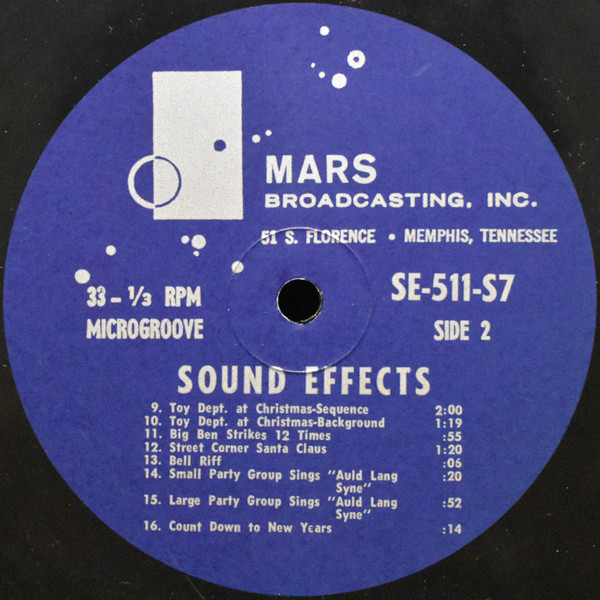 MARS
BROADCASTING, INC.
51 S. FLORENCE • MEMPHIS, TENNESSEE
33-1/3 RPM
MICROGROOVE
SE-511-S7
SIDE 2
SOUND EFFECTS
9. Toy Dept. at Christmas-Sequence 2:00
10. Toy Dept. at Christmas-Background 1:19
11. Big Ben Strikes 12 Times :55
12. Street Corner Santa Claus 1:20
13. Bell Riff :06
14. Small Party Group Sings "Auld Lang :20
Syne"
15. Large Party Group Sings "Auld Lang :52
Syne"
16. Count Down to New Years :14